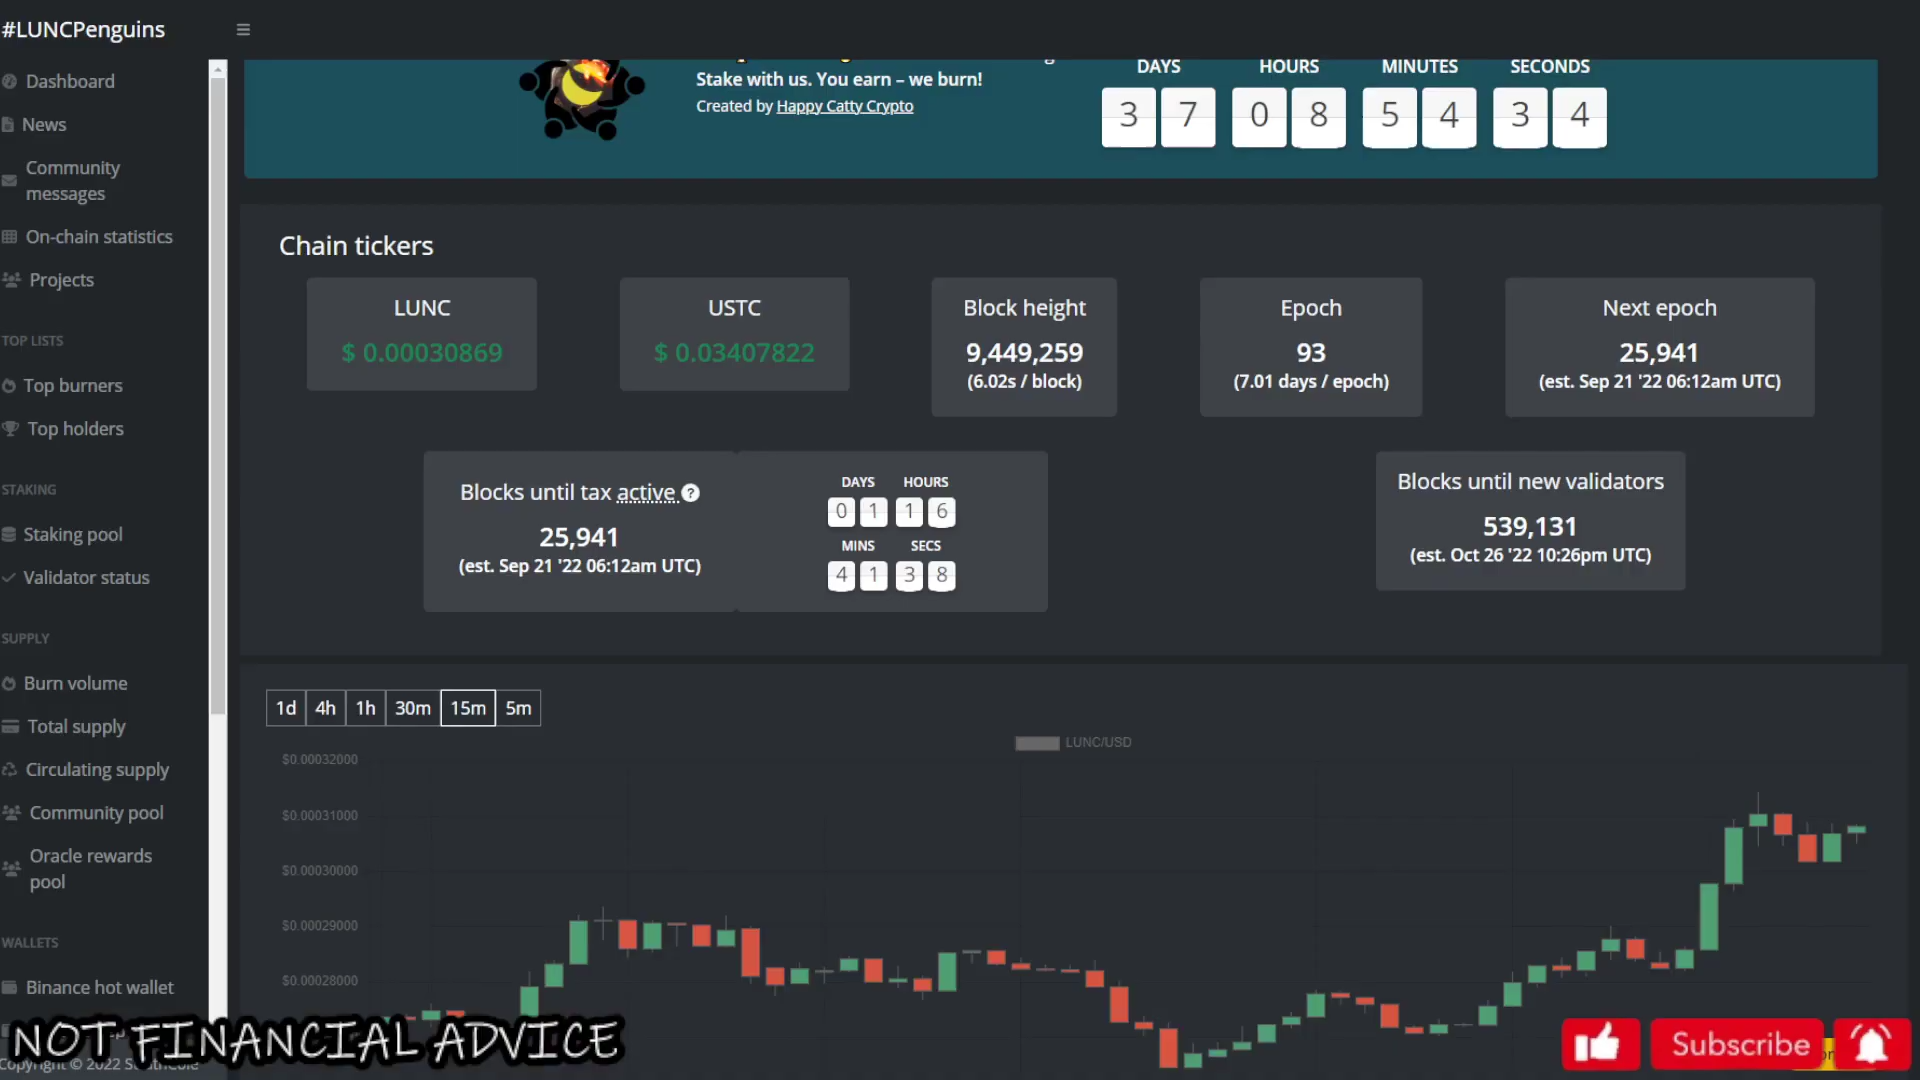 #LUNCPenguins
Dashboard
News
Community
messages
On-chain statistics
Projects
TOP LISTS
Top burners
Top holders
STAKING
Staking pool
Validator status
SUPPLY
Burn volume
Total supply
Circulating supply
Community pool
Oracle rewards
pool
WALLETS
Binance hot wallet
Copyright © 2022
NOT FINANCIAL ADVICE
Stake with us. You earn – we burn!
Created by Happy Catty Crypto
DAYS HOURS MINUTES SECONDS
3 7 0 8 5 4 3 4
Chain tickers
LUNC
$ 0.00030869
USTC
$ 0.03407822
Block height
9,449,259
(6.02s / block)
Epoch
93
(7.01 days / epoch)
Next epoch
25,941
(est. Sep 21 '22 06:12am UTC)
Blocks until tax active ?
25,941
(est. Sep 21 '22 06:12am UTC)
DAYS HOURS
0 1 1 6
MINS SECS
4 1 3 8
Blocks until new validators
539,131
(est. Oct 26 '22 10:26pm UTC)
1d 4h 1h 30m 15m 5m
LUNC/USD
$0.00032000
$0.00031000
$0.00030000
$0.00029000
$0.00028000
Subscribe